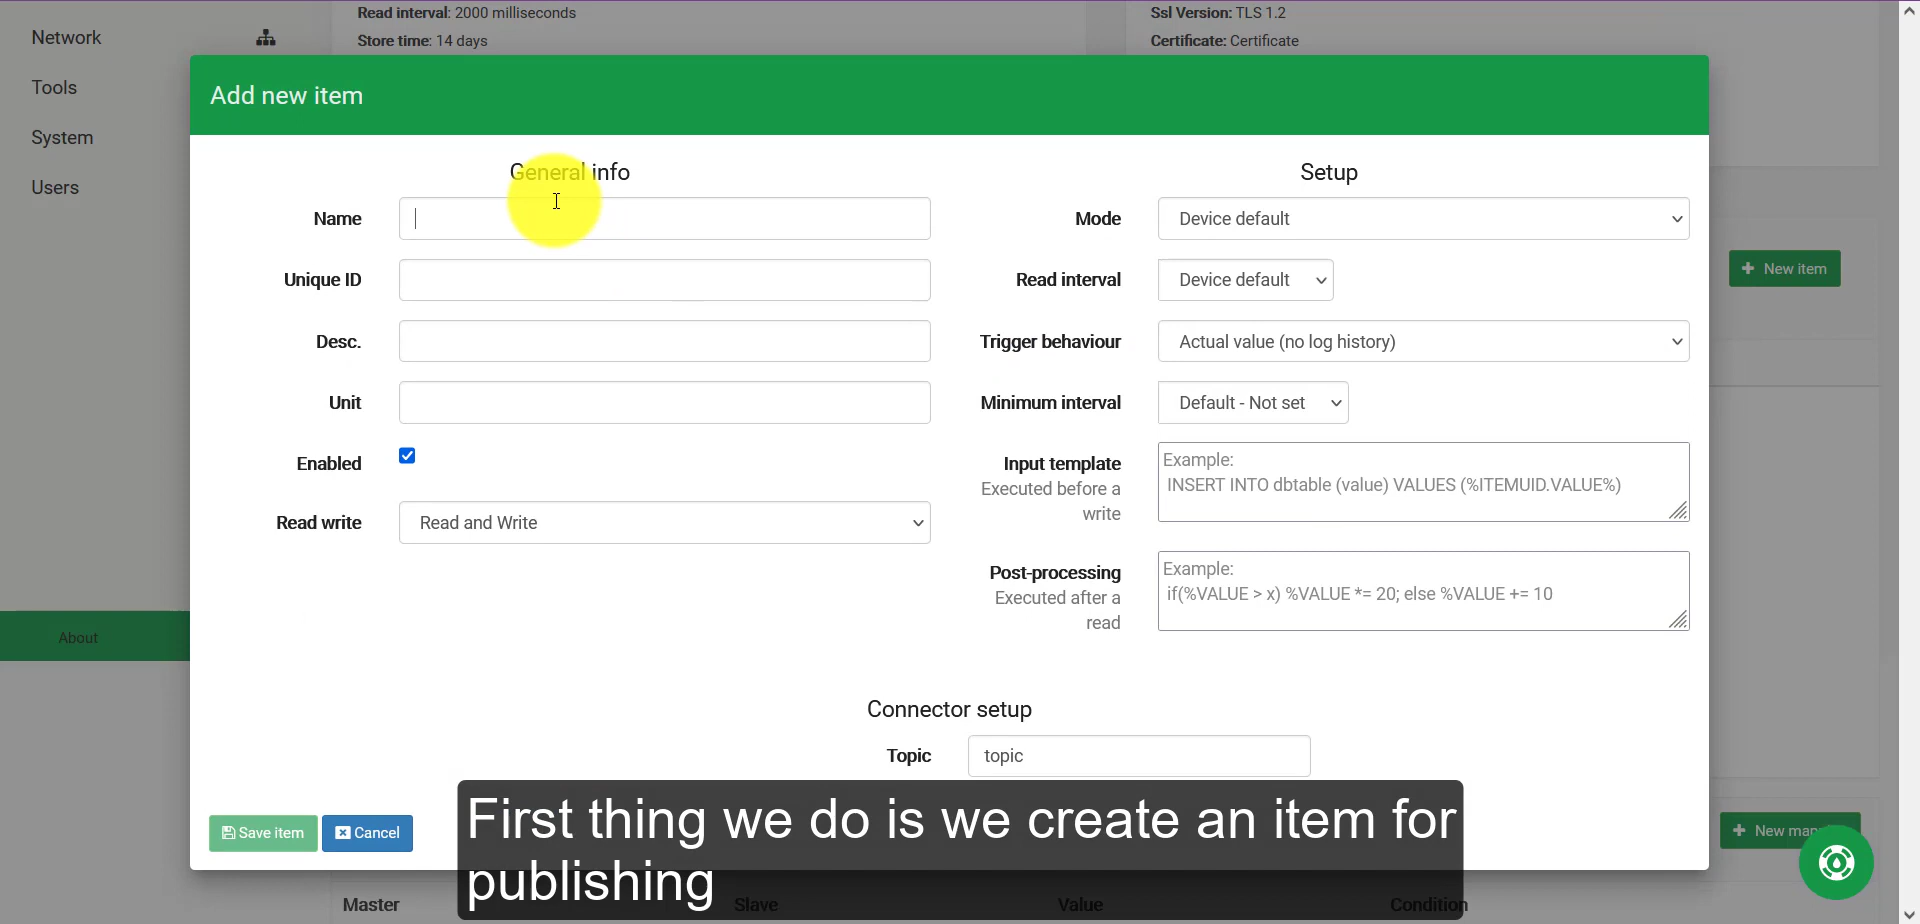 Read interval: 2000 milliseconds
Ssl Version: TLS 1.2
Network
Store time: 14 days
Certificate: Certificate
Tools
Add new item
System
General info
Setup
Users
Name
Mode
Device default
New item
Unique ID
Read interval
Device default
Desc.
Trigger behaviour
Actual value (no log history)
Unit
Minimum interval
Default - Not set
Enabled
Input template
Executed before a
write
Example:
INSERT INTO dbtable (value) VALUES (%ITEMUID.VALUE%)
Read write
Read and Write
Post-processing
Executed after a
read
Example:
if(%VALUE > x) %VALUE *= 20; else %VALUE += 10
About
Connector setup
Topic
topic
Save item
Cancel
First thing we do is we create an item for
publishing
New
Master
Slave
Value
Condition